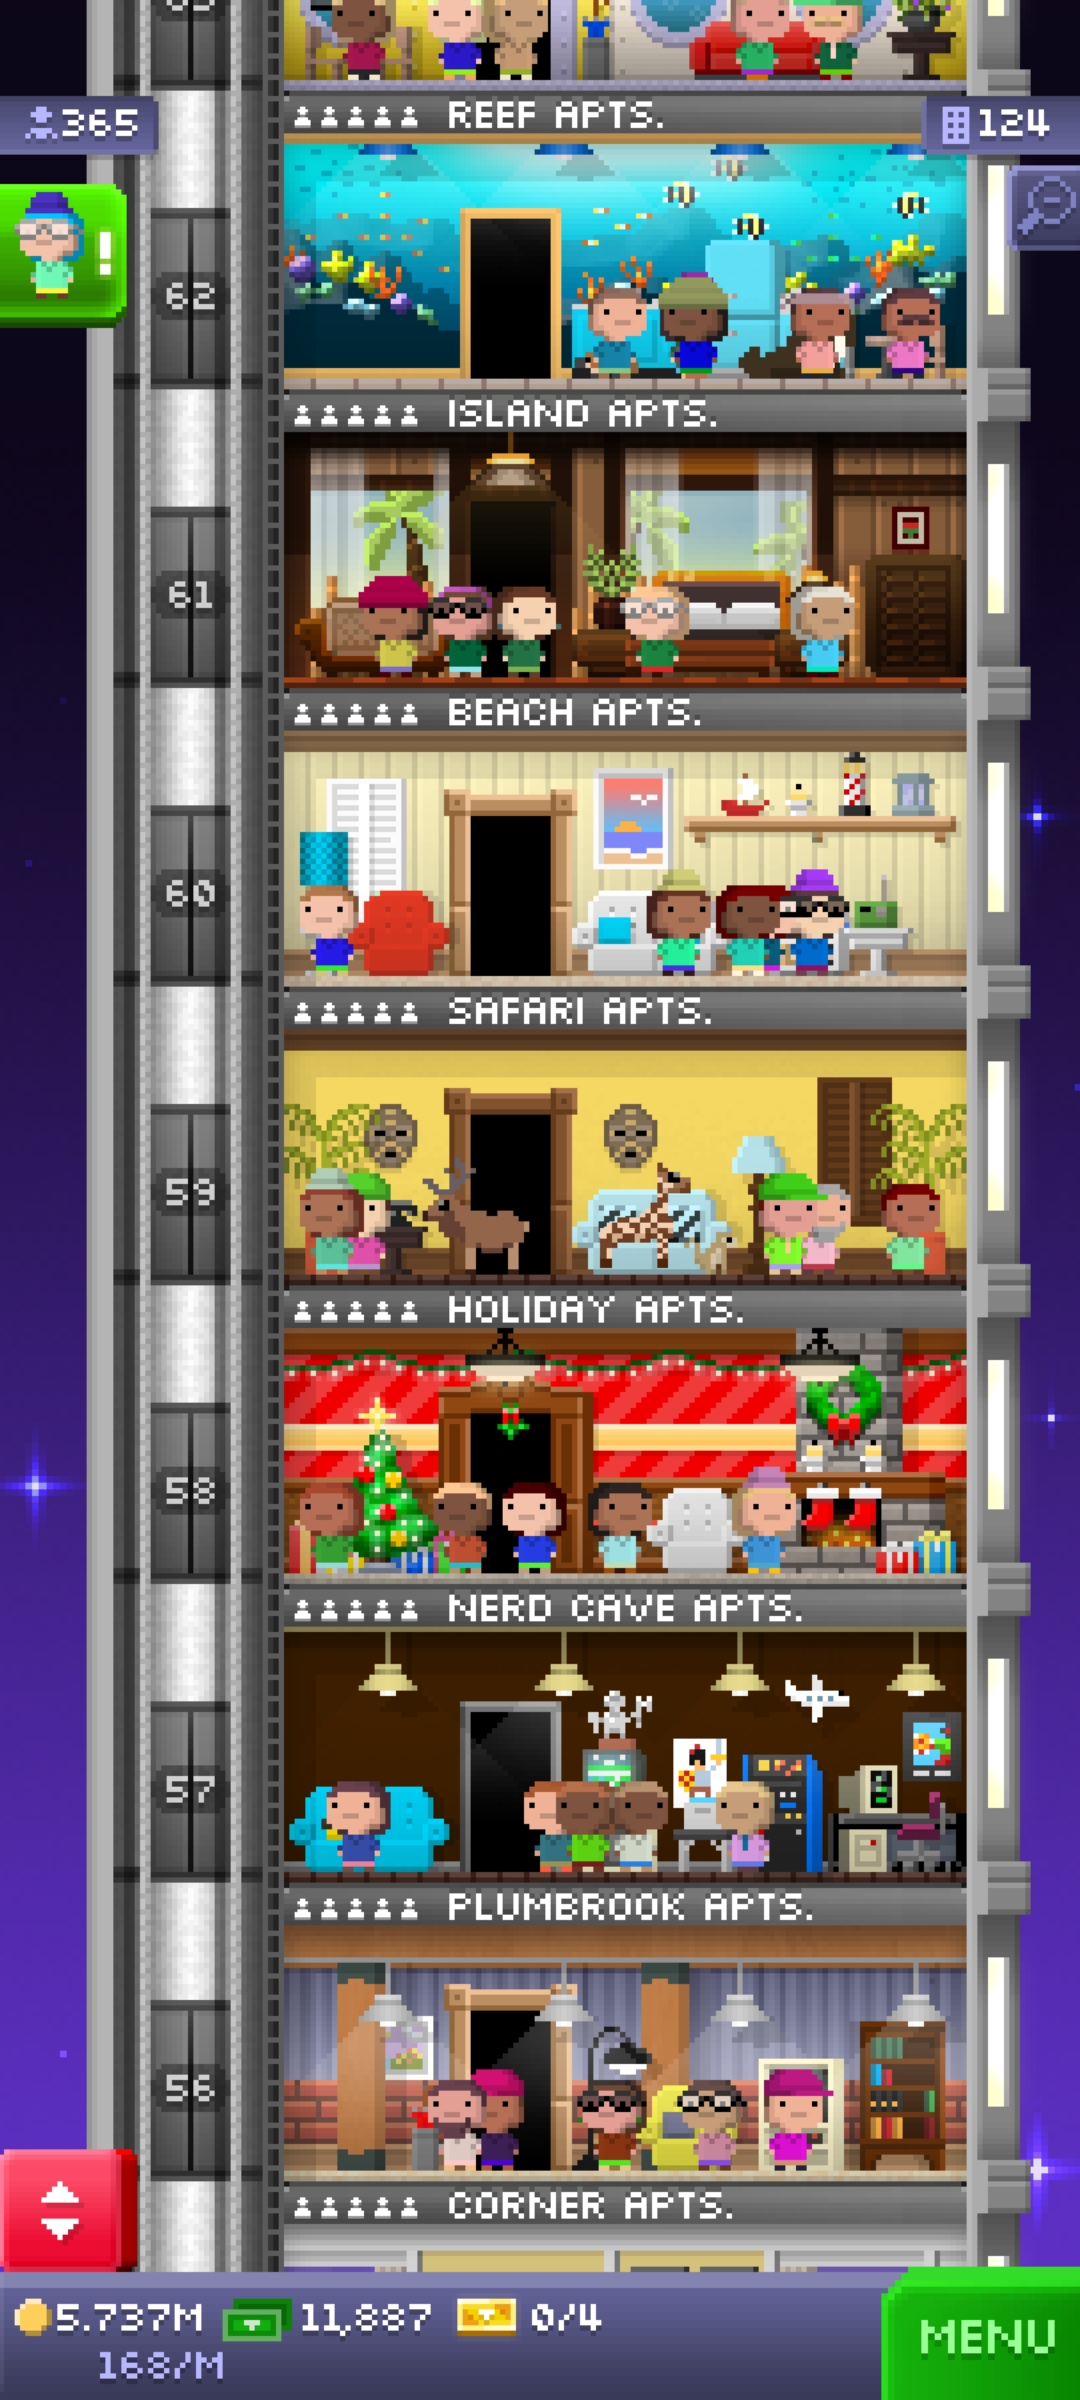 63
REEF APTS.
365
124
!
62
ISLAND APTS.
61
BEACH APTS.
60
SAFARI APTS.
59
HOLIDAY APTS.
58
NERD CAVE APTS.
57
PLUMBROOK APTS.
56
CORNER APTS.
5.737M 11,887 0/4
168/M
MENU